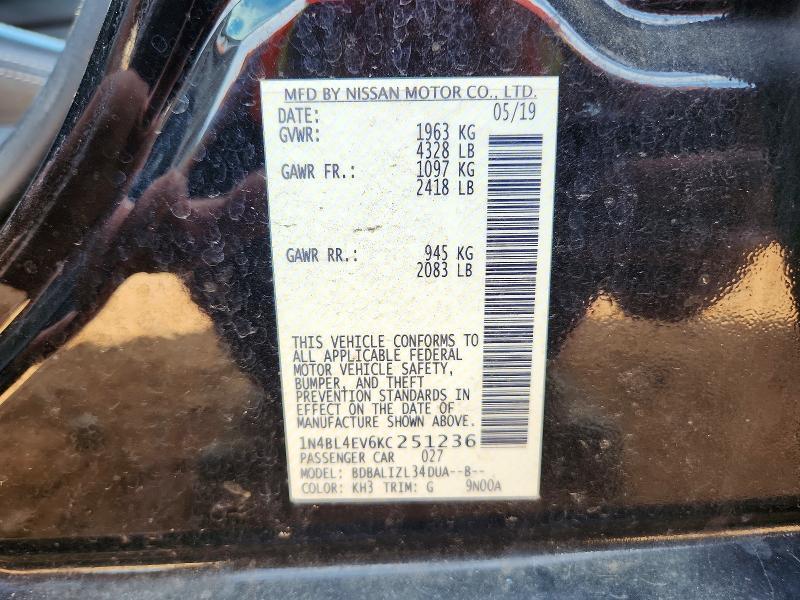 MFD BY NISSAN MOTOR CO., LTD.
DATE: 05/19
GVWR: 1963 KG
4328 LB
GAWR FR.: 1097 KG
2418 LB
GAWR RR.: 945 KG
2083 LB
THIS VEHICLE CONFORMS TO
ALL APPLICABLE FEDERAL
MOTOR VEHICLE SAFETY,
BUMPER, AND THEFT
PREVENTION STANDARDS IN
EFFECT ON THE DATE OF
MANUFACTURE SHOWN ABOVE.
1N4BL4EV6KC251236
PASSENGER CAR 027
MODEL: BDBALIZL34DUA--B--
COLOR: KH3 TRIM: G 9N00A